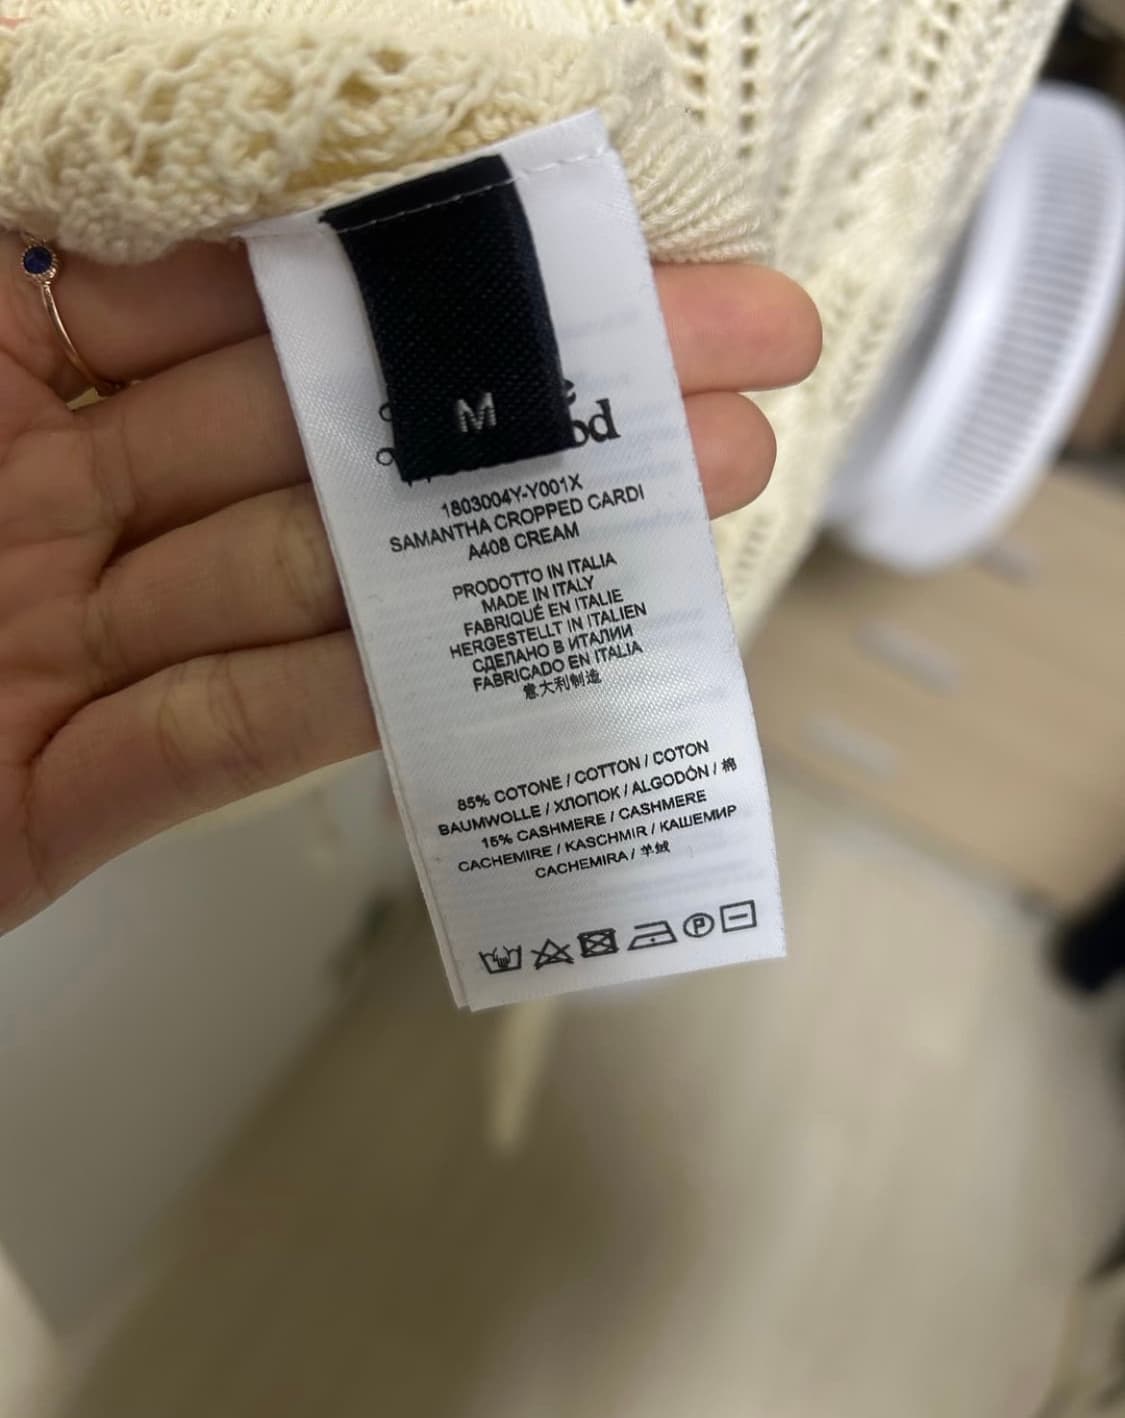 M
1803004Y-Y001X
SAMANTHA CROPPED CARDI
A408 CREAM
PRODOTTO IN ITALIA
MADE IN ITALY
FABRIQUÉ EN ITALIE
HERGESTELLT IN ITALIEN
СДЕЛАНО В ИТАЛИИ
FABRICADO EN ITALIA
意大利制造
85% COTONE / COTTON / COTON
BAUMWOLLE / ХЛОПОК / ALGODÓN / 棉
15% CASHMERE / CASHMERE
CACHEMIRE / KASCHMIR / КАШЕМИР
CACHEMIRA / 羊绒
P